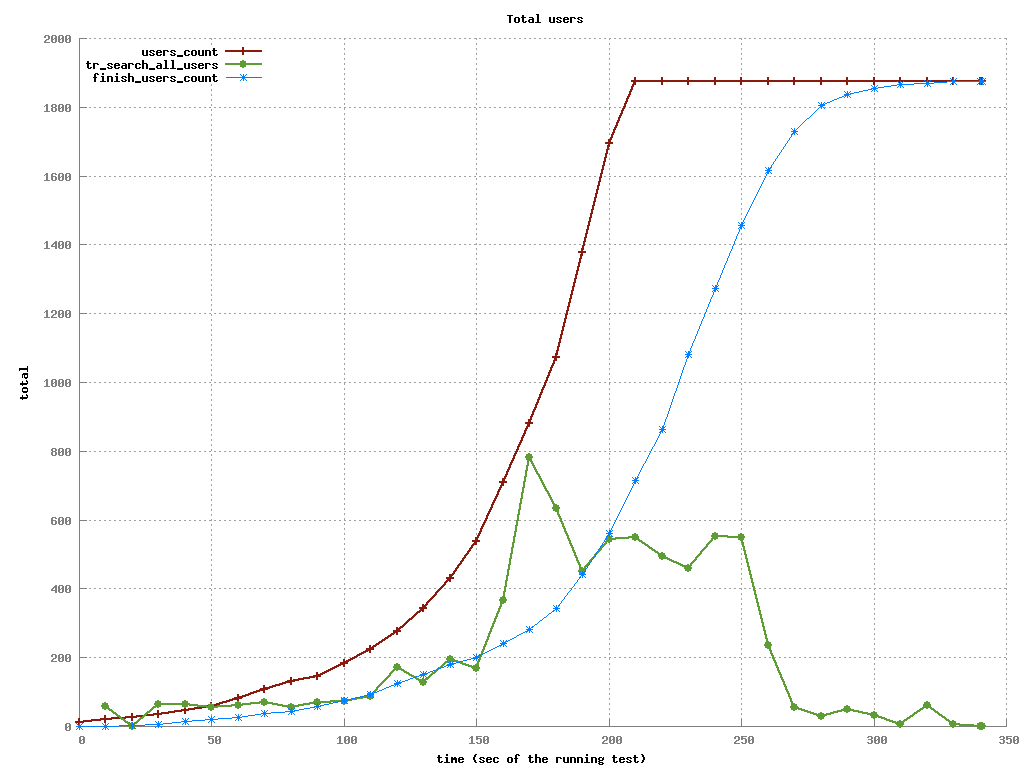 Total users
users_count
tr_search_all_users
finish_users_count
2000
1800
1600
1400
1200
1000
800
600
400
200
0
total
0 50 100 150 200 250 300 350
time (sec of the running test)